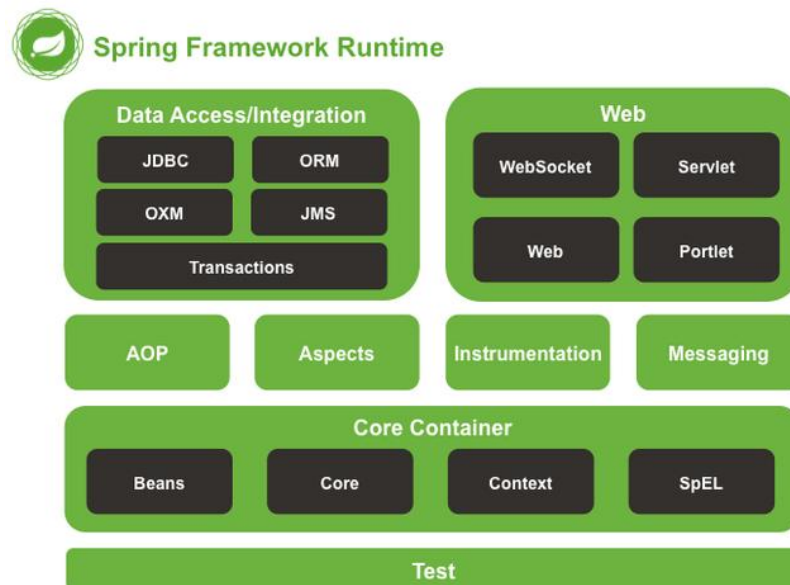 Spring Framework Runtime
Data Access/Integration
JDBC
ORM
OXM
JMS
Transactions
Web
WebSocket
Servlet
Web
Portlet
AOP
Aspects
Instrumentation
Messaging
Core Container
Beans
Core
Context
SpEL
Test